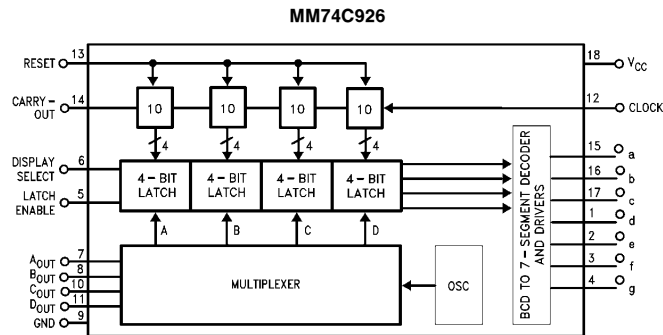 MM74C926
13
RESET
18
VCC
CARRY-
OUT
14
10
10
10
10
12
CLOCK
4
4
4
4
DISPLAY
SELECT
6
LATCH
ENABLE
5
4-BIT
LATCH
4-BIT
LATCH
4-BIT
LATCH
4-BIT
LATCH
BCD TO 7-SEGMENT DECODER
AND DRIVERS
15
a
16
b
17
c
1
d
2
e
3
f
4
g
A
B
C
D
AOUT
7
BOUT
8
COUT
10
DOUT
11
GND
9
MULTIPLEXER
OSC